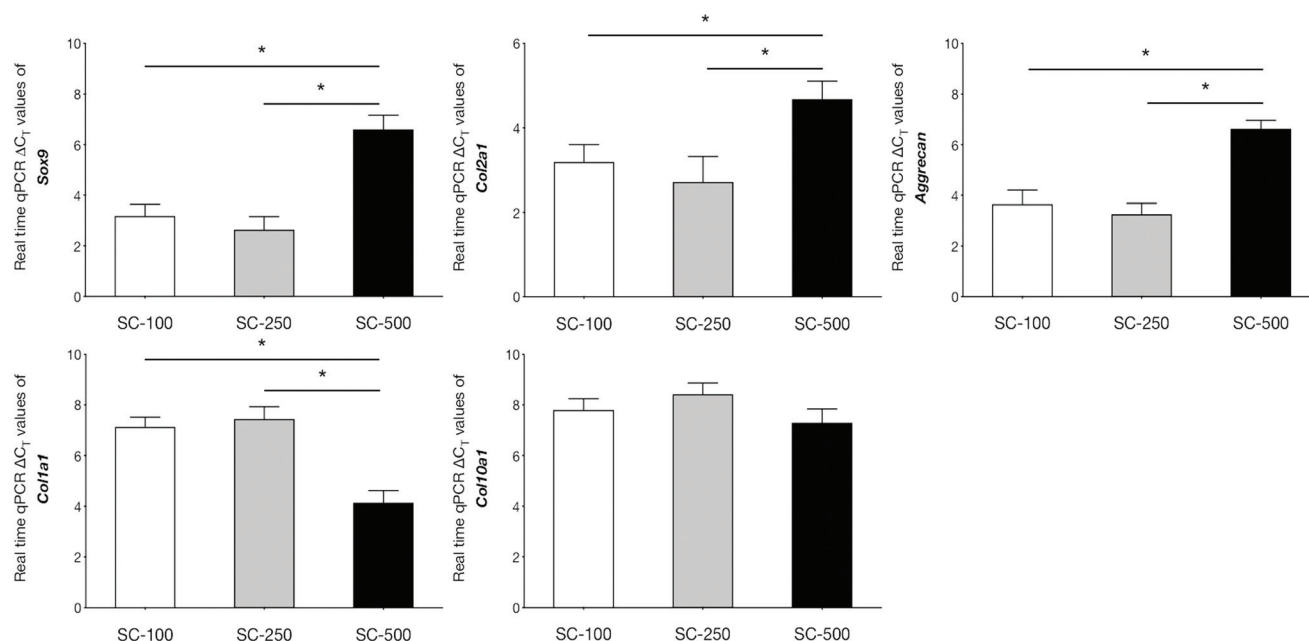 Real time qPCR ΔCT values of
Sox9
10
8
6
4
2
0
*
*
SC-100 SC-250 SC-500
Real time qPCR ΔCT values of
Col2a1
6
4
2
0
*
*
SC-100 SC-250 SC-500
Real time qPCR ΔCT values of
Aggrecan
10
8
6
4
2
0
*
*
SC-100 SC-250 SC-500
Real time qPCR ΔCT values of
Col1a1
10
8
6
4
2
0
*
*
SC-100 SC-250 SC-500
Real time qPCR ΔCT values of
Col10a1
10
8
6
4
2
0
SC-100 SC-250 SC-500